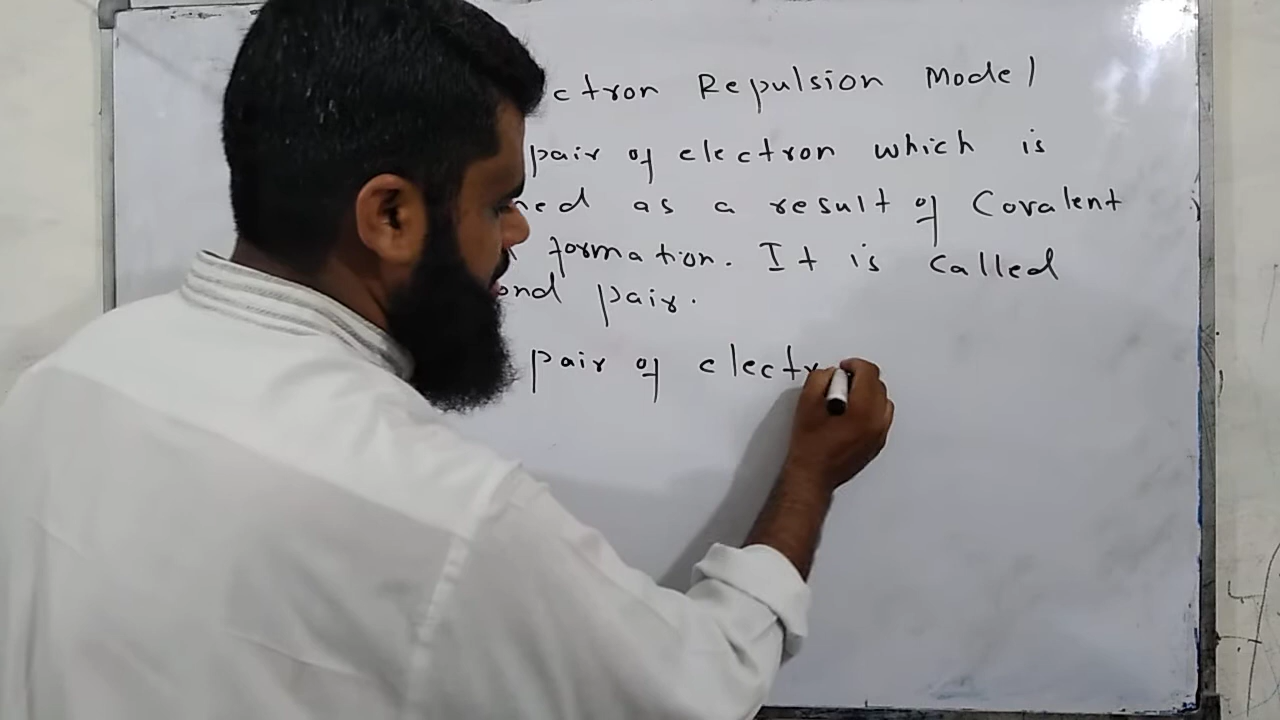 ctron Repulsion Model
pair of electron which is
ned as a result of Covalent
formation. It is called
ond pair.
pair of electr